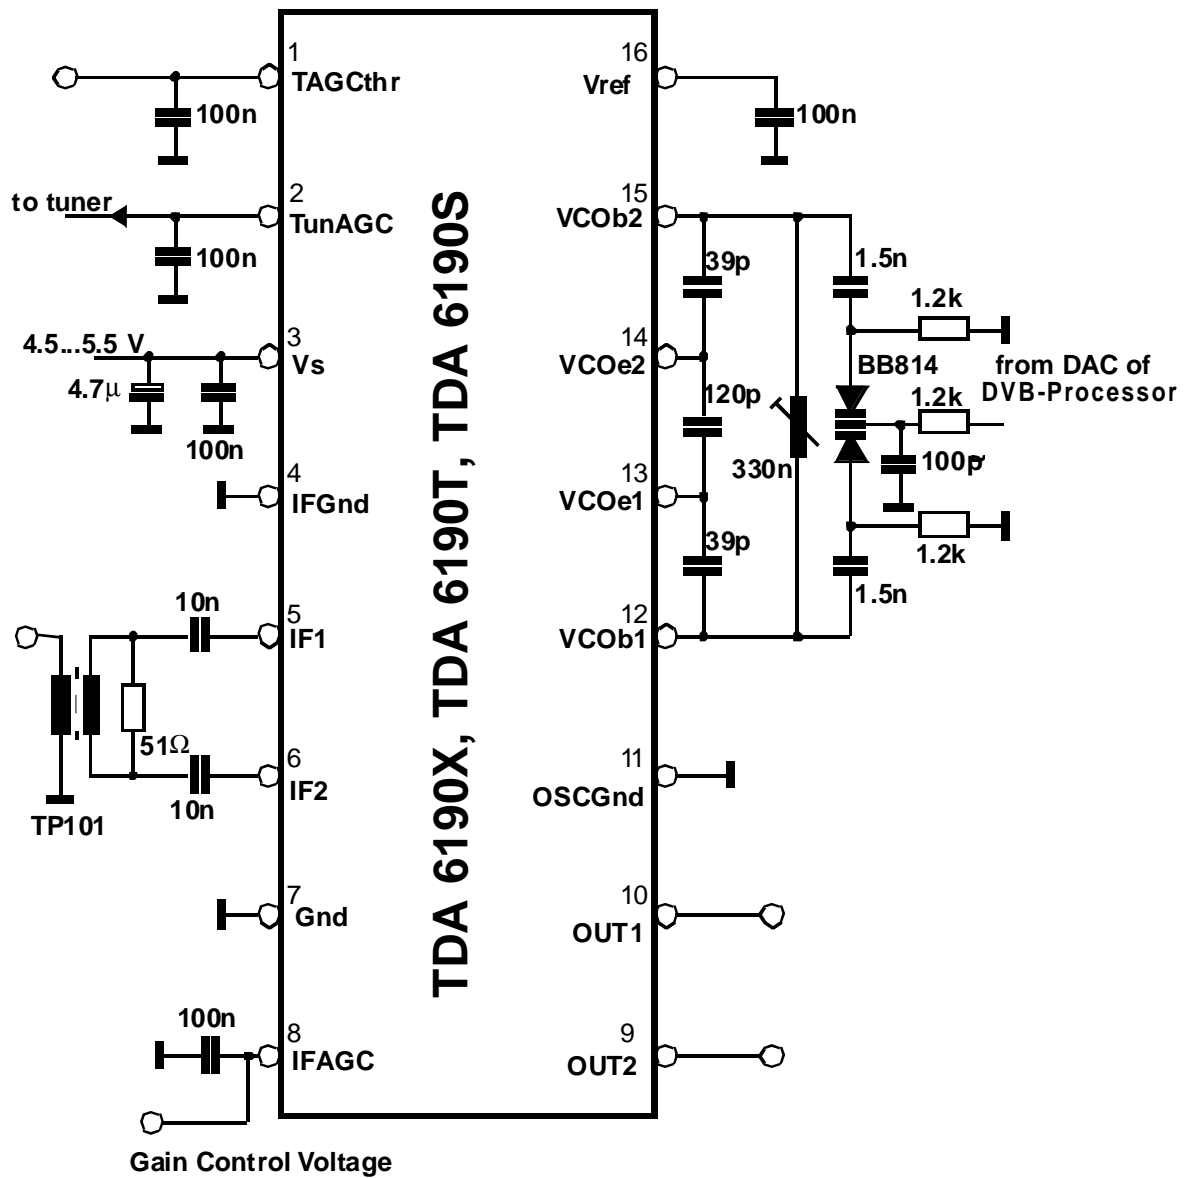 1
TAGCthr
100n
to tuner
2
TunAGC
100n
4.5...5.5 V
3
Vs
4.7µ
100n
4
IFGnd
10n
5
IF1
51Ω
6
IF2
10n
TP101
7
Gnd
100n
8
IFAGC
Gain Control Voltage
TDA 6190X, TDA 6190T, TDA 6190S
16
Vref
100n
15
VCOb2
39p
1.5n
1.2k
14
VCOe2
BB814
from DAC of
DVB-Processor
120p
1.2k
330n
100p
13
VCOe1
39p
1.2k
1.5n
12
VCOb1
11
OSCGnd
10
OUT1
9
OUT2